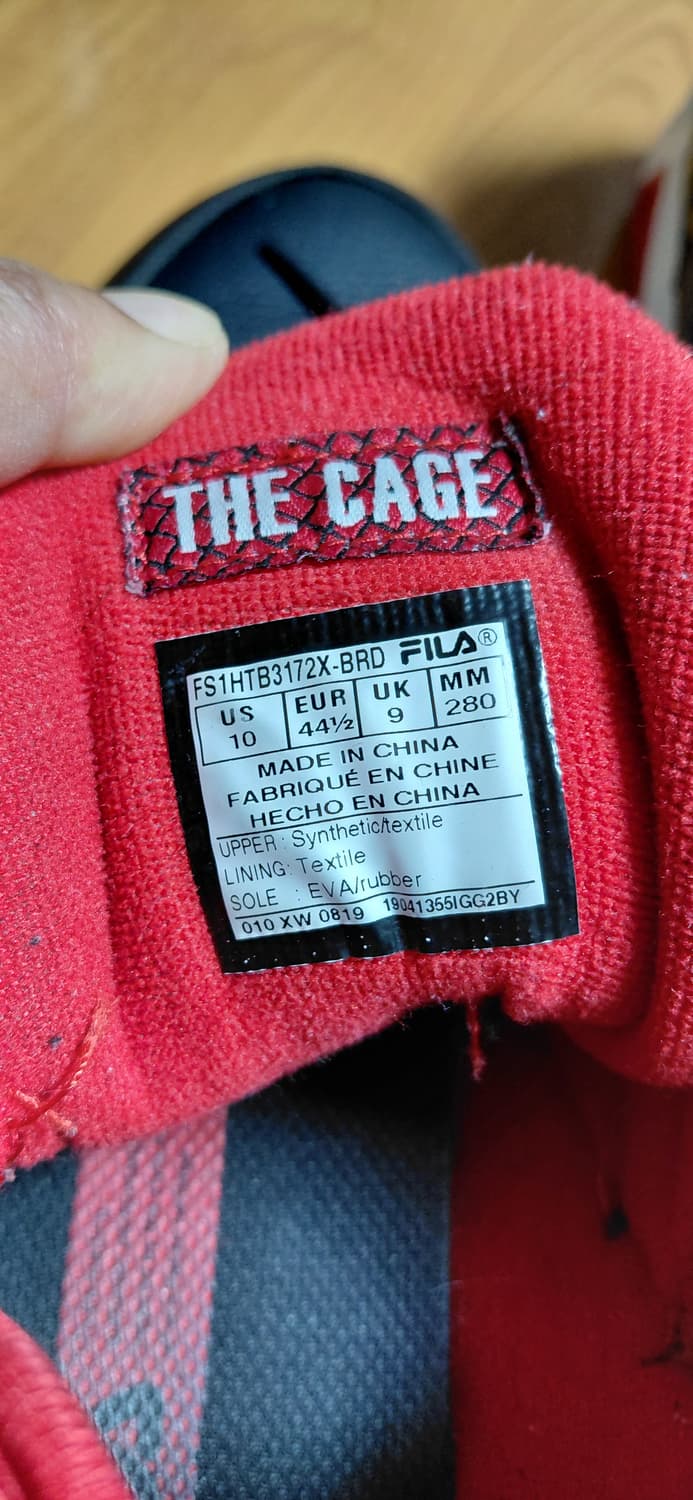 THE CAGE
FS1HTB3172X-BRD FILA®
US EUR UK MM
10 44½ 9 280
MADE IN CHINA
FABRIQUÉ EN CHINE
HECHO EN CHINA
UPPER : Synthetic/textile
LINING: Textile
SOLE : EVA/rubber
010 XW 0819 19041355IGG2BY